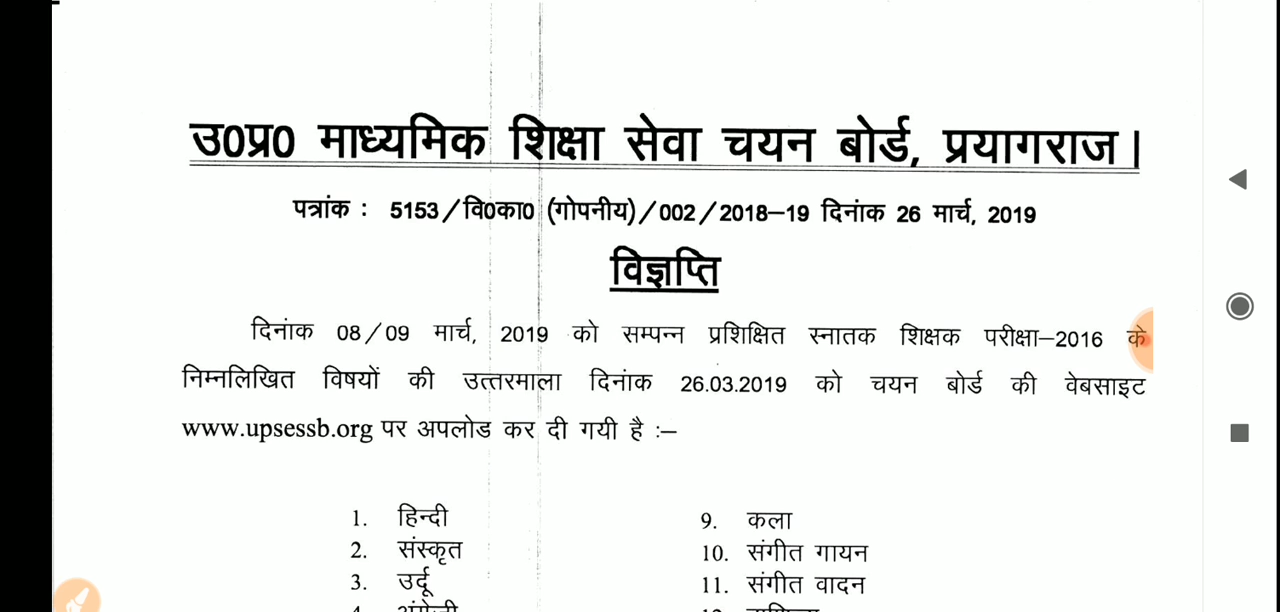 उ0प्र0 माध्यमिक शिक्षा सेवा चयन बोर्ड, प्रयागराज।
पत्रांक : 5153/वि0का0 (गोपनीय)/002/2018–19 दिनांक 26 मार्च, 2019
विज्ञप्ति
दिनांक 08/09 मार्च, 2019 को सम्पन्न प्रशिक्षित स्नातक शिक्षक परीक्षा–2016 के
निम्नलिखित विषयों की उत्तरमाला दिनांक 26.03.2019 को चयन बोर्ड की वेबसाइट
www.upsessb.org पर अपलोड कर दी गयी है :–
1. हिन्दी
2. संस्कृत
3. उर्दू
4. अंग्रेजी
9. कला
10. संगीत गायन
11. संगीत वादन
12.